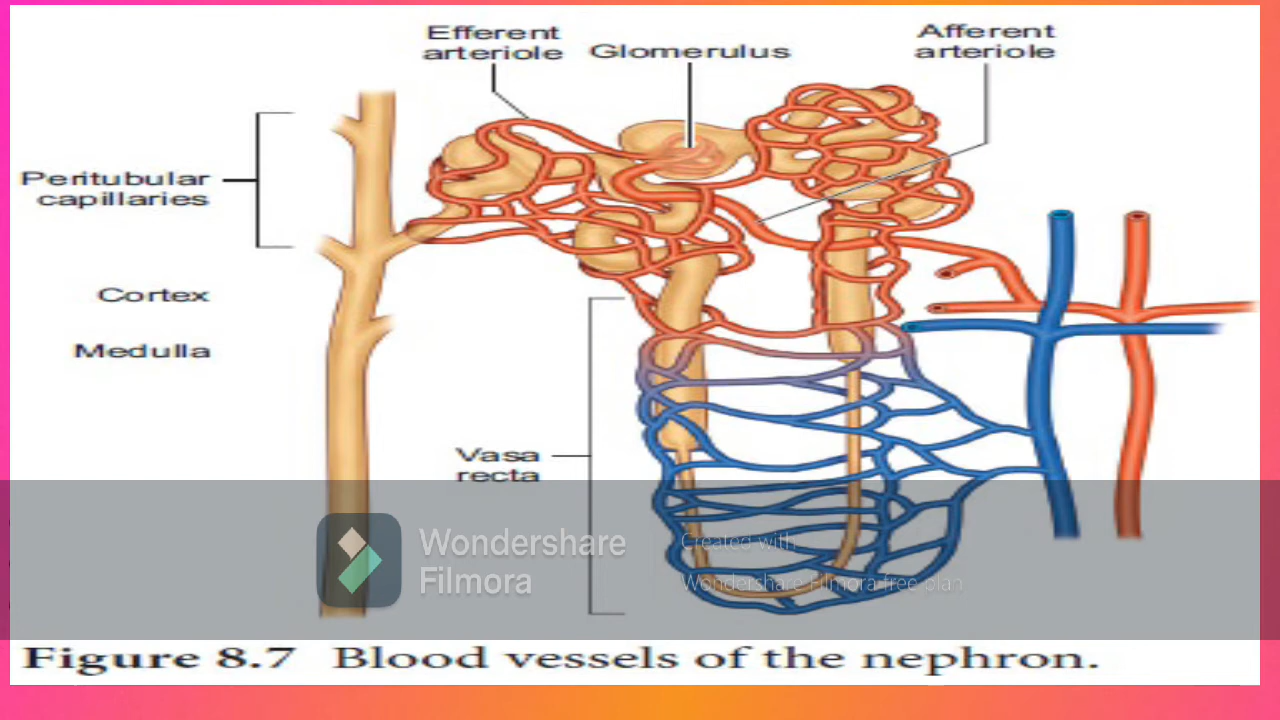 Efferent
arteriole
Glomerulus
Afferent
arteriole
Peritubular
capillaries
Cortex
Medulla
Vasa
recta
Wondershare
Filmora
Created with
Wondershare Filmora free plan
Figure 8.7 Blood vessels of the nephron.